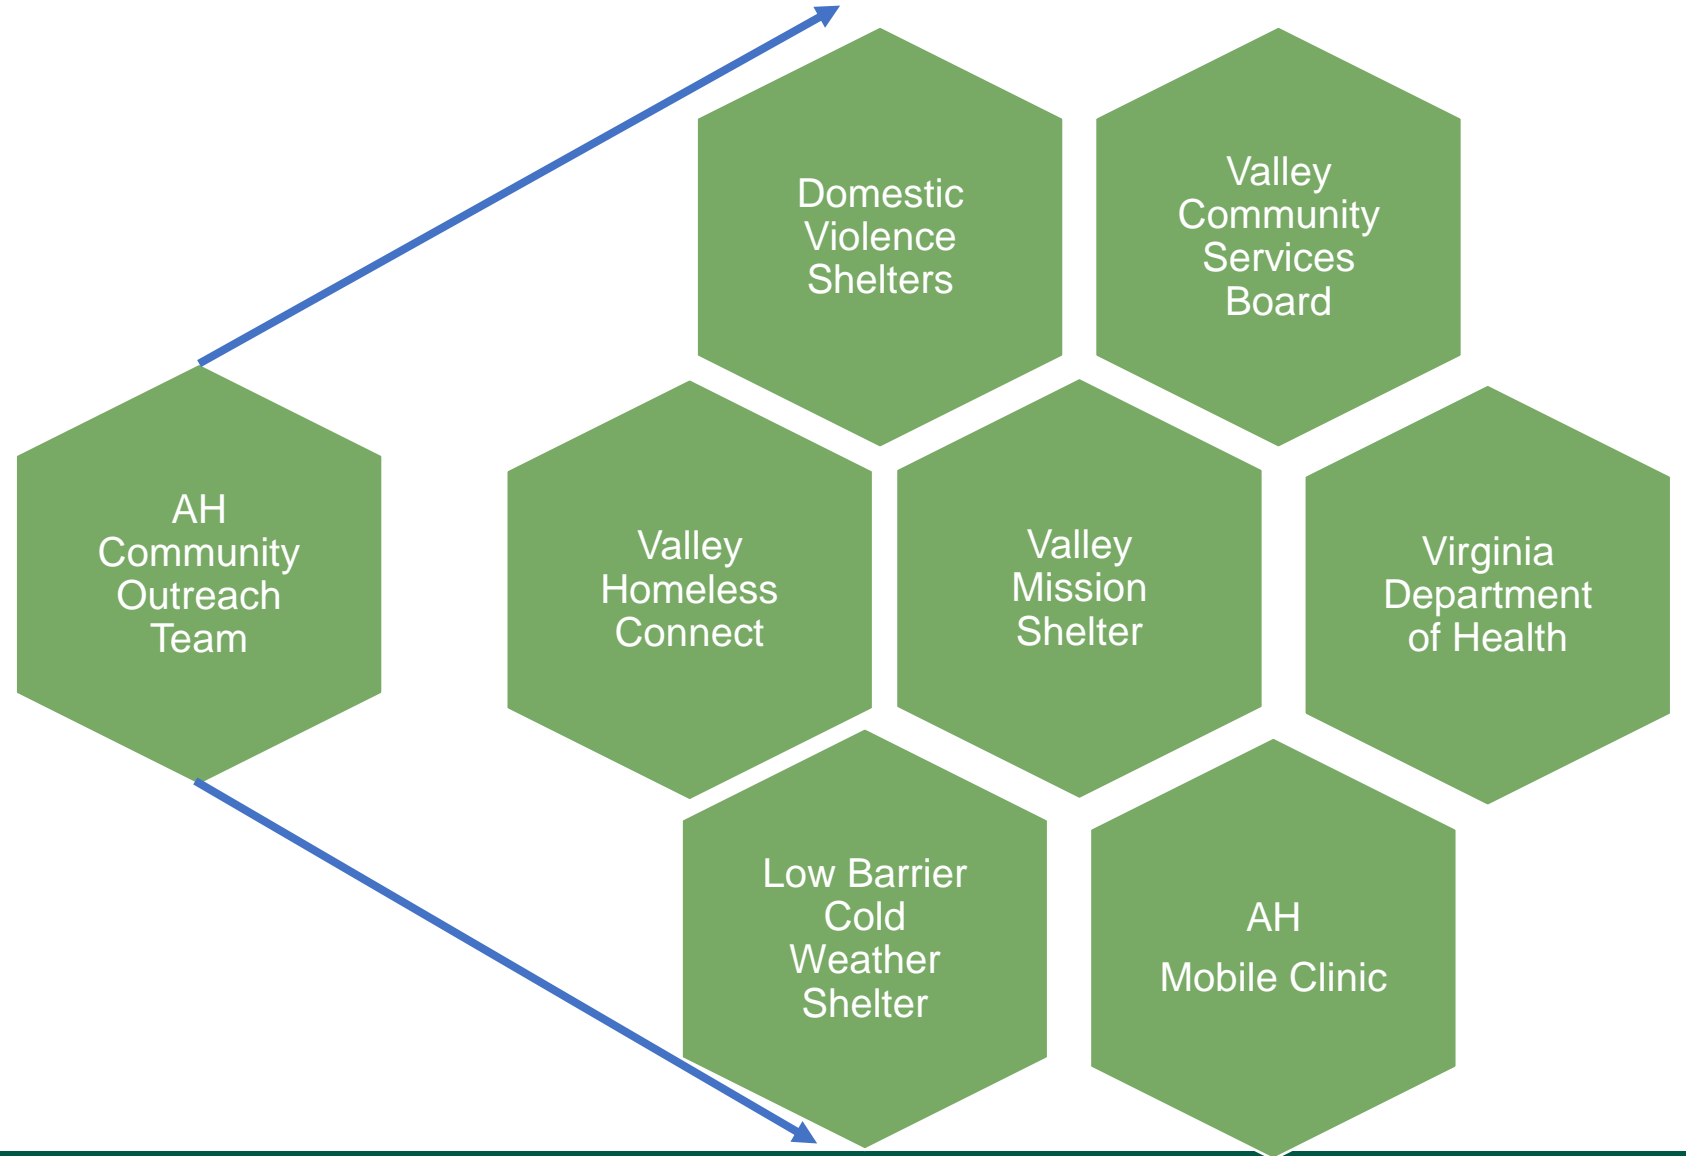 Domestic
Violence
Shelters
Valley
Community
Services
Board
AH
Community
Outreach
Team
Valley
Homeless
Connect
Valley
Mission
Shelter
Virginia
Department
of Health
Low Barrier
Cold
Weather
Shelter
AH
Mobile Clinic